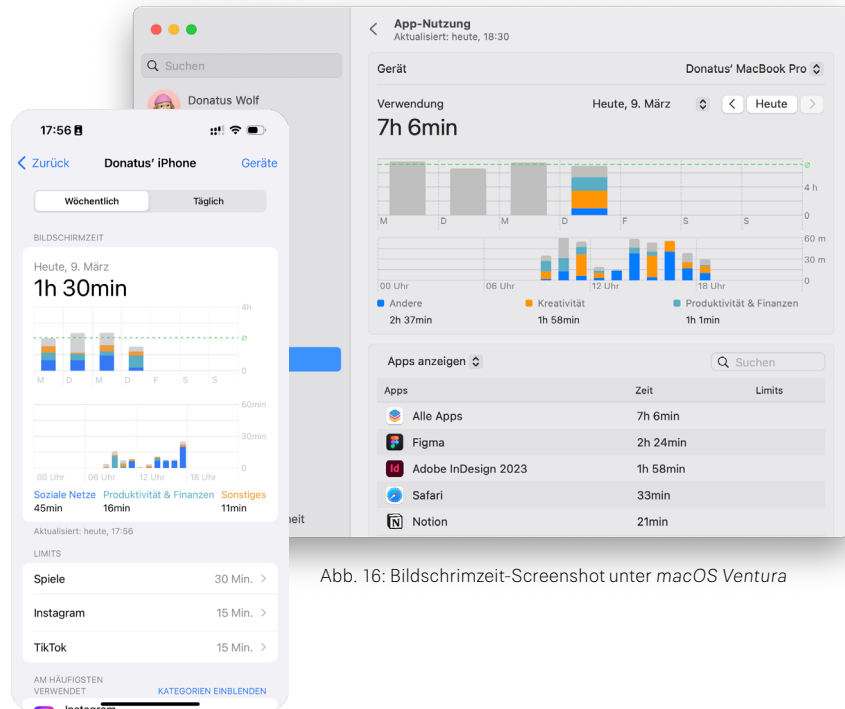 App-Nutzung
Aktualisiert: heute, 18:30
Suchen
Donatus Wolf
Gerät
Donatus’ MacBook Pro
Verwendung
Heute, 9. März
Heute
7h 6min
ø
4 h
0
M D M D F S S
60 m
30 m
0
00 Uhr 06 Uhr 12 Uhr 18 Uhr
Andere Kreativität Produktivität & Finanzen
2h 37min 1h 58min 1h 1min
Apps anzeigen
Suchen
Apps Zeit Limits
Alle Apps 7h 6min
Figma 2h 24min
Id Adobe InDesign 2023 1h 58min
Safari 33min
Notion 21min
heit
17:56
Zurück Donatus’ iPhone Geräte
Wöchentlich Täglich
BILDSCHIRMZEIT
Heute, 9. März
1h 30min
4h
ø
0
M D M D F S S
60min
30min
0
00 Uhr 06 Uhr 12 Uhr 18 Uhr
Soziale Netze Produktivität & Finanzen Sonstiges
45min 16min 11min
Aktualisiert: heute, 17:56
LIMITS
Spiele 30 Min.
Instagram 15 Min.
TikTok 15 Min.
AM HÄUFIGSTEN
VERWENDET KATEGORIEN EINBLENDEN
Instagram
Abb. 16: Bildschrimzeit-Screenshot unter macOS Ventura